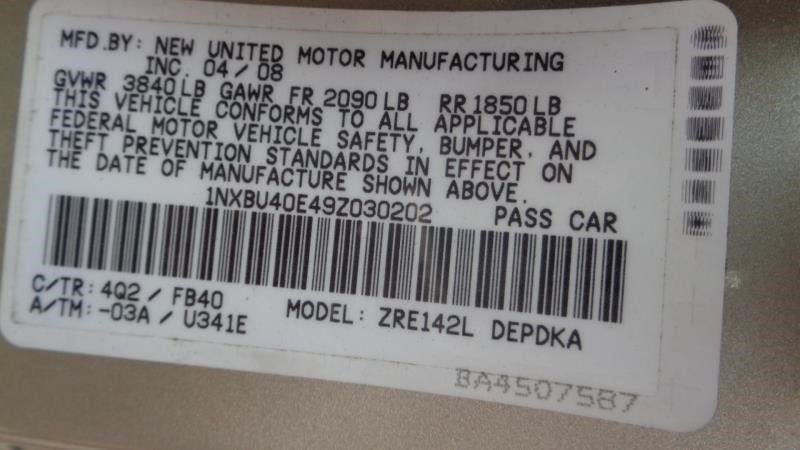 MFD.BY: NEW UNITED MOTOR MANUFACTURING
INC. 04/08
GVWR 3840LB GAWR FR 2090LB RR1850LB
THIS VEHICLE CONFORMS TO ALL APPLICABLE
FEDERAL MOTOR VEHICLE SAFETY, BUMPER, AND
THEFT PREVENTION STANDARDS IN EFFECT ON
THE DATE OF MANUFACTURE SHOWN ABOVE.
1NXBU40E49Z030202 PASS CAR
C/TR: 4Q2 / FB40
A/TM: -03A / U341E MODEL: ZRE142L DEPDKA
BA4507587